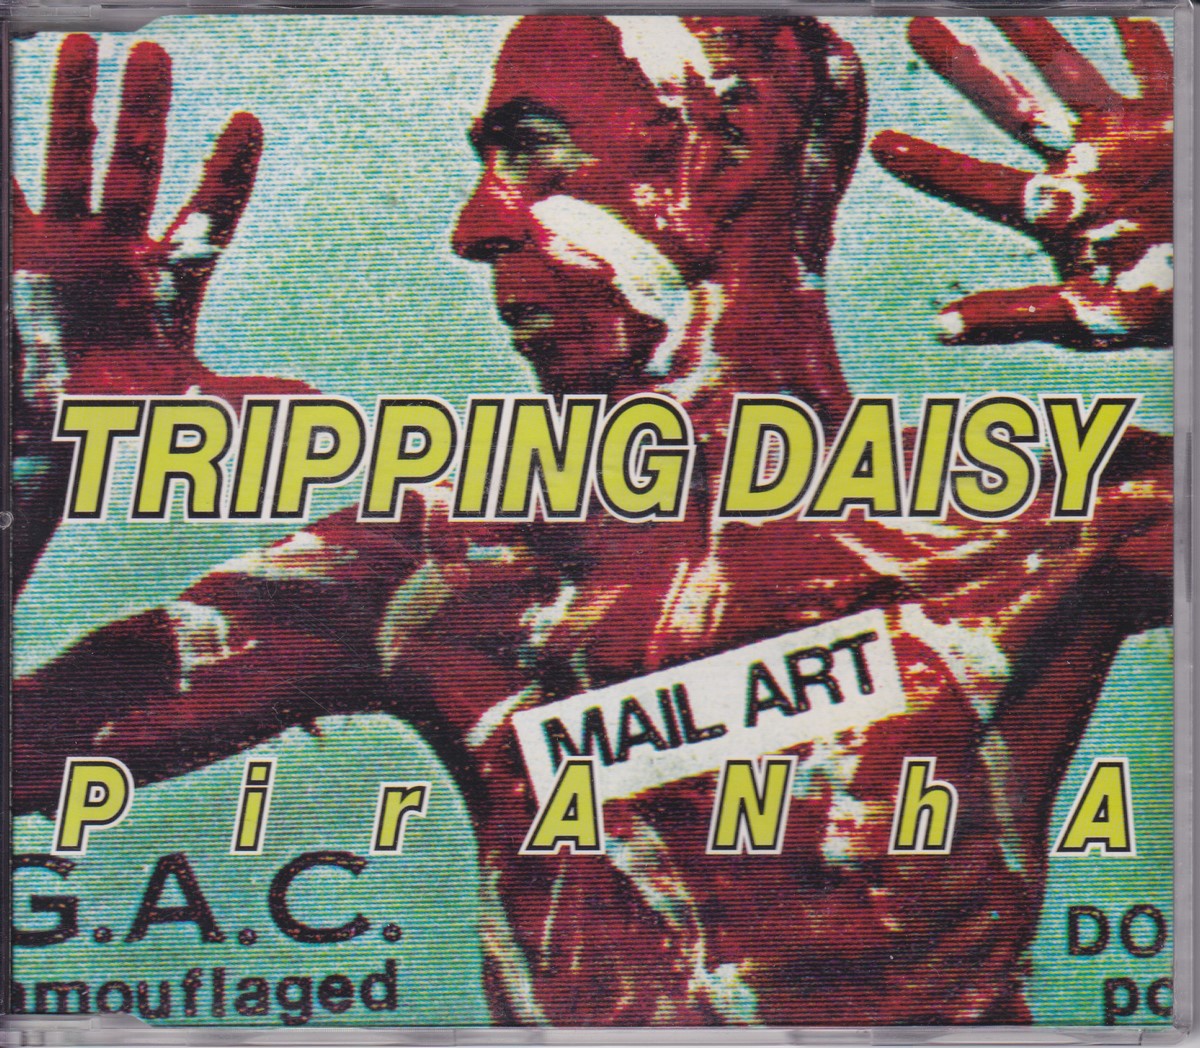 TRIPPING DAISY
MAIL ART
PirANhA
G.A.C.
amouflaged
DO
po